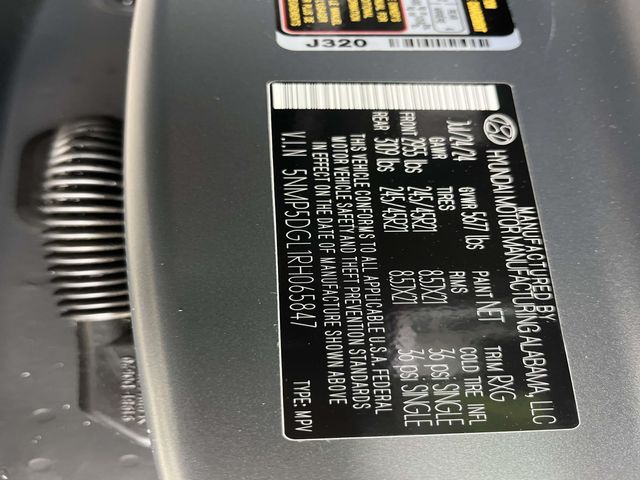 J320
MANUFACTURED BY
HYUNDAI MOTOR MANUFACTURING ALABAMA, LLC
GVWR 5677 lbs PAINT NET TRIM RXG
GAWR TIRES RIMS COLD TIRE INFL
FRONT 2955 lbs 245/45R21 8.5JX21 36 psi SINGLE
REAR 3109 lbs 245/45R21 8.5JX21 36 psi SINGLE
THIS VEHICLE CONFORMS TO ALL APPLICABLE U.S.A. FEDERAL
MOTOR VEHICLE SAFETY AND THEFT PREVENTION STANDARDS
IN EFFECT ON THE DATE OF MANUFACTURE SHOWN ABOVE
V.I.N 5NMP5DGL1RH065847 TYPE: MPV